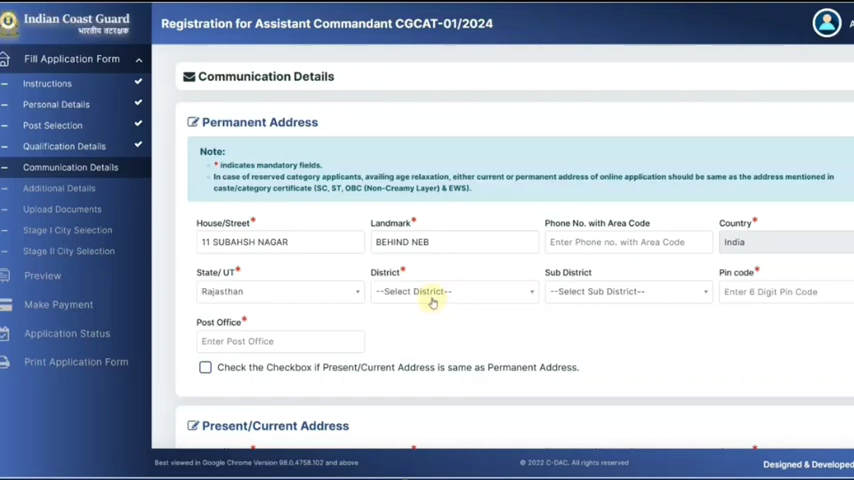 Indian Coast Guard
भारतीय तटरक्षक
Registration for Assistant Commandant CGCAT-01/2024
Fill Application Form
Instructions
Personal Details
Post Selection
Qualification Details
Communication Details
Additional Details
Upload Documents
Stage I City Selection
Stage II City Selection
Preview
Make Payment
Application Status
Print Application Form
Communication Details
Permanent Address
Note:
* indicates mandatory fields.
In case of reserved category applicants, availing age relaxation, either current or permanent address of online application should be same as the address mentioned in
caste/category certificate (SC, ST, OBC (Non-Creamy Layer) & EWS).
House/Street* Landmark* Phone No. with Area Code Country*
11 SUBAHSH NAGAR BEHIND NEB Enter Phone no. with Area Code India
State/ UT* District* Sub District Pin code*
Rajasthan --Select District-- --Select Sub District-- Enter 6 Digit Pin Code
Post Office*
Enter Post Office
Check the Checkbox if Present/Current Address is same as Permanent Address.
Present/Current Address
Best viewed in Google Chrome Version 98.0.4758.102 and above © 2022 C-DAC. All rights reserved Designed & Developed